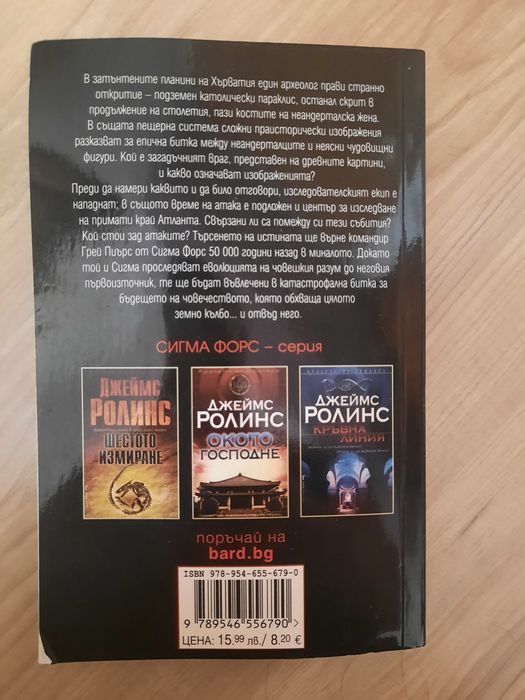 В затънтените планини на Хърватия един археолог прави странно
откритие – подземен католически параклис, останал скрит в
продължение на столетия, пази костите на неандерталска жена.
В същата пещерна система сложни праисторически изображения
разказват за епична битка между неандерталците и неясни чудовищни
фигури. Кой е загадъчният враг, представен на древните картини,
и какво означават изображенията?
Преди да намери каквито и да било отговори, изследователският екип е
нападнат; в същото време на атака е подложен и център за изследване
на примати край Атланта. Свързани ли са помежду си тези събития?
Кой стои зад атаките? Търсенето на истината ще върне командир
Грей Пиърс от Сигма Форс 50 000 години назад в миналото. Докато
той и Сигма проследяват еволюцията на човешкия разум до неговия
първоизточник, те ще бъдат въвлечени в катастрофална битка за
бъдещето на човечеството, която обхваща цялото
земно кълбо... и отвъд него.
СИГМА ФОРС – серия
ДЖЕЙМС
РОЛИНС
ШЕСТОТО
ИЗМИРАНЕ
ДЖЕЙМС
РОЛИНС
ОКОТО
ГОСПОДНЕ
ДЖЕЙМС
РОЛИНС
КРЪВНА
ЛИНИЯ
поръчай на
bard.bg
ISBN 978-954-655-679-0
9 789546 556790 >
ЦЕНА: 15.99 лв./ 8.20 €